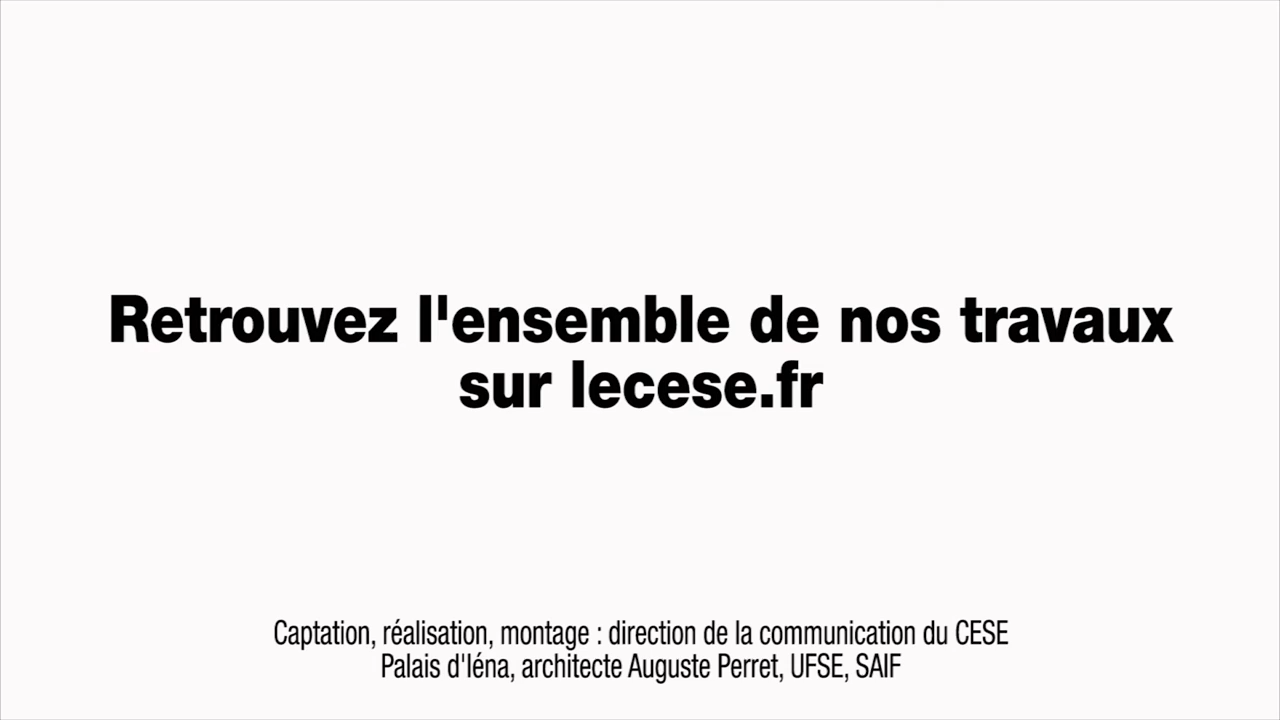 Retrouvez l'ensemble de nos travaux
sur lecese.fr
Captation, réalisation, montage : direction de la communication du CESE
Palais d'Iéna, architecte Auguste Perret, UFSE, SAIF